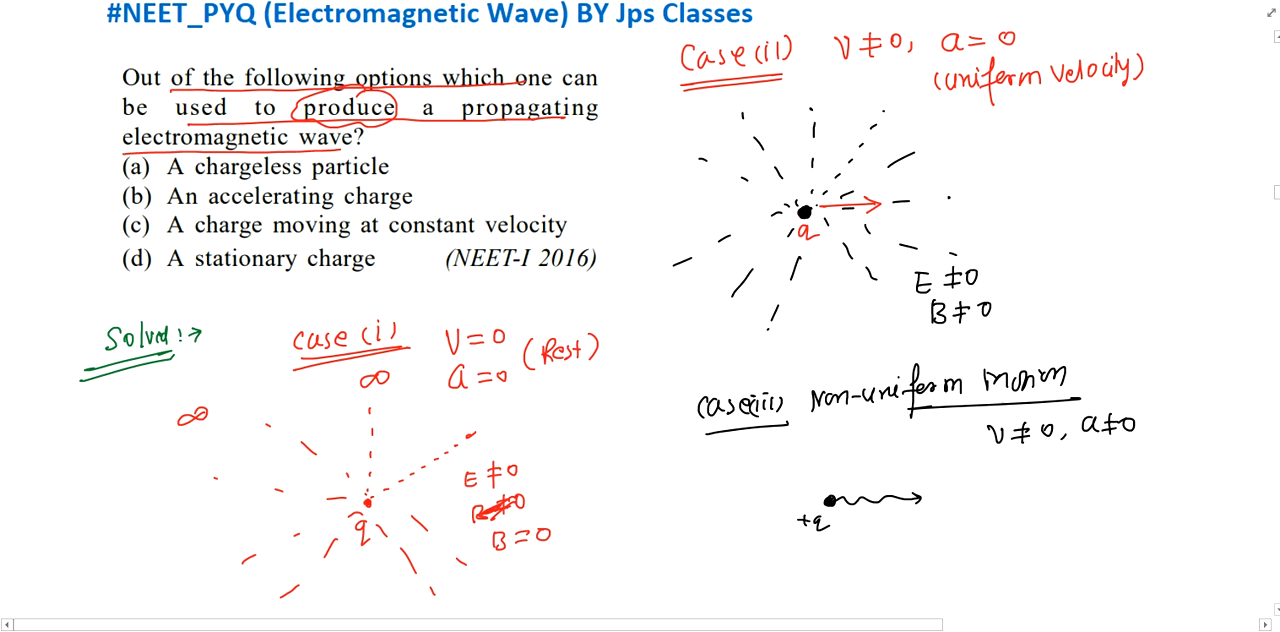 #NEET_PYQ (Electromagnetic Wave) BY Jps Classes
Out of the following options which one can
be used to produce a propagating
electromagnetic wave?
(a) A chargeless particle
(b) An accelerating charge
(c) A charge moving at constant velocity
(d) A stationary charge (NEET-I 2016)
Solved:→
case (i) V=0
a=0 (Rest)
∞
∞
E≠0
B≠0
B=0
q
Case (ii) V≠0, a=0
(uniform velocity)
q
E≠0
B≠0
case(iii) Non-uniform motion
V≠0, a≠0
+q